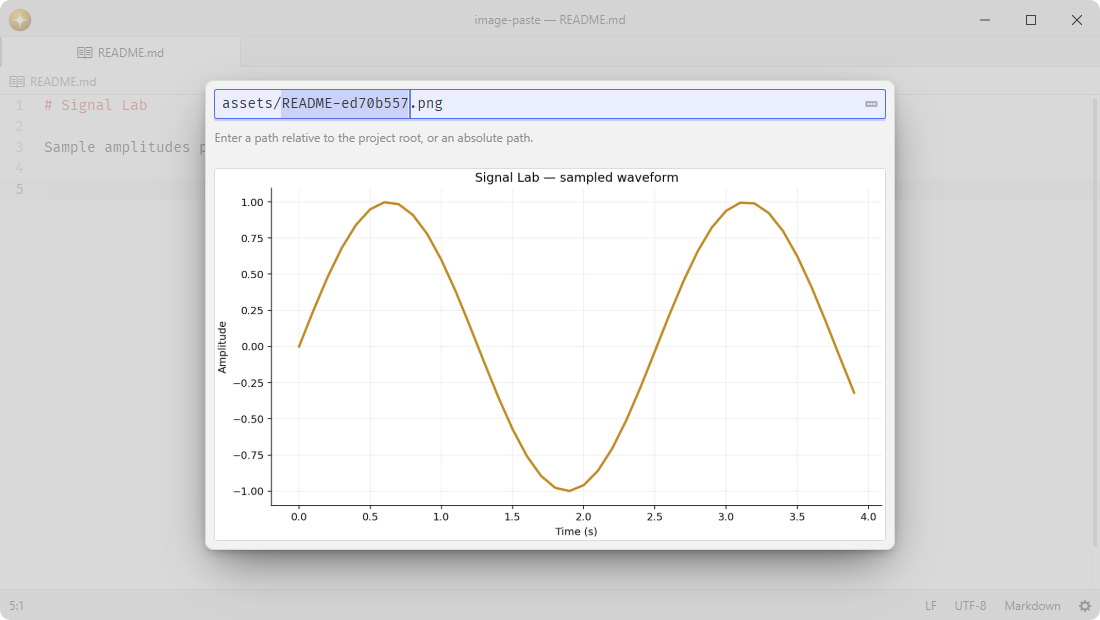 image-paste — README.md
README.md
README.md
1 # Signal Lab
2
3 Sample amplitudes
4
5
assets/README-ed70b557.png
Enter a path relative to the project root, or an absolute path.
Signal Lab — sampled waveform
1.00
0.75
0.50
0.25
0.00
−0.25
−0.50
−0.75
−1.00
Amplitude
0.0 0.5 1.0 1.5 2.0 2.5 3.0 3.5 4.0
Time (s)
5:1 LF UTF-8 Markdown